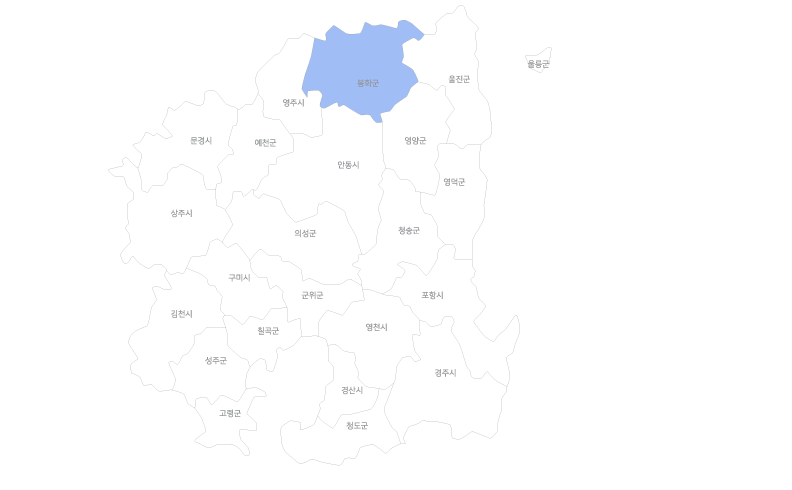 울릉군
울진군
봉화군
영주시
문경시
예천군
영양군
안동시
영덕군
상주시
청송군
의성군
구미시
군위군
포항시
김천시
영천시
칠곡군
성주군
경주시
경산시
고령군
청도군